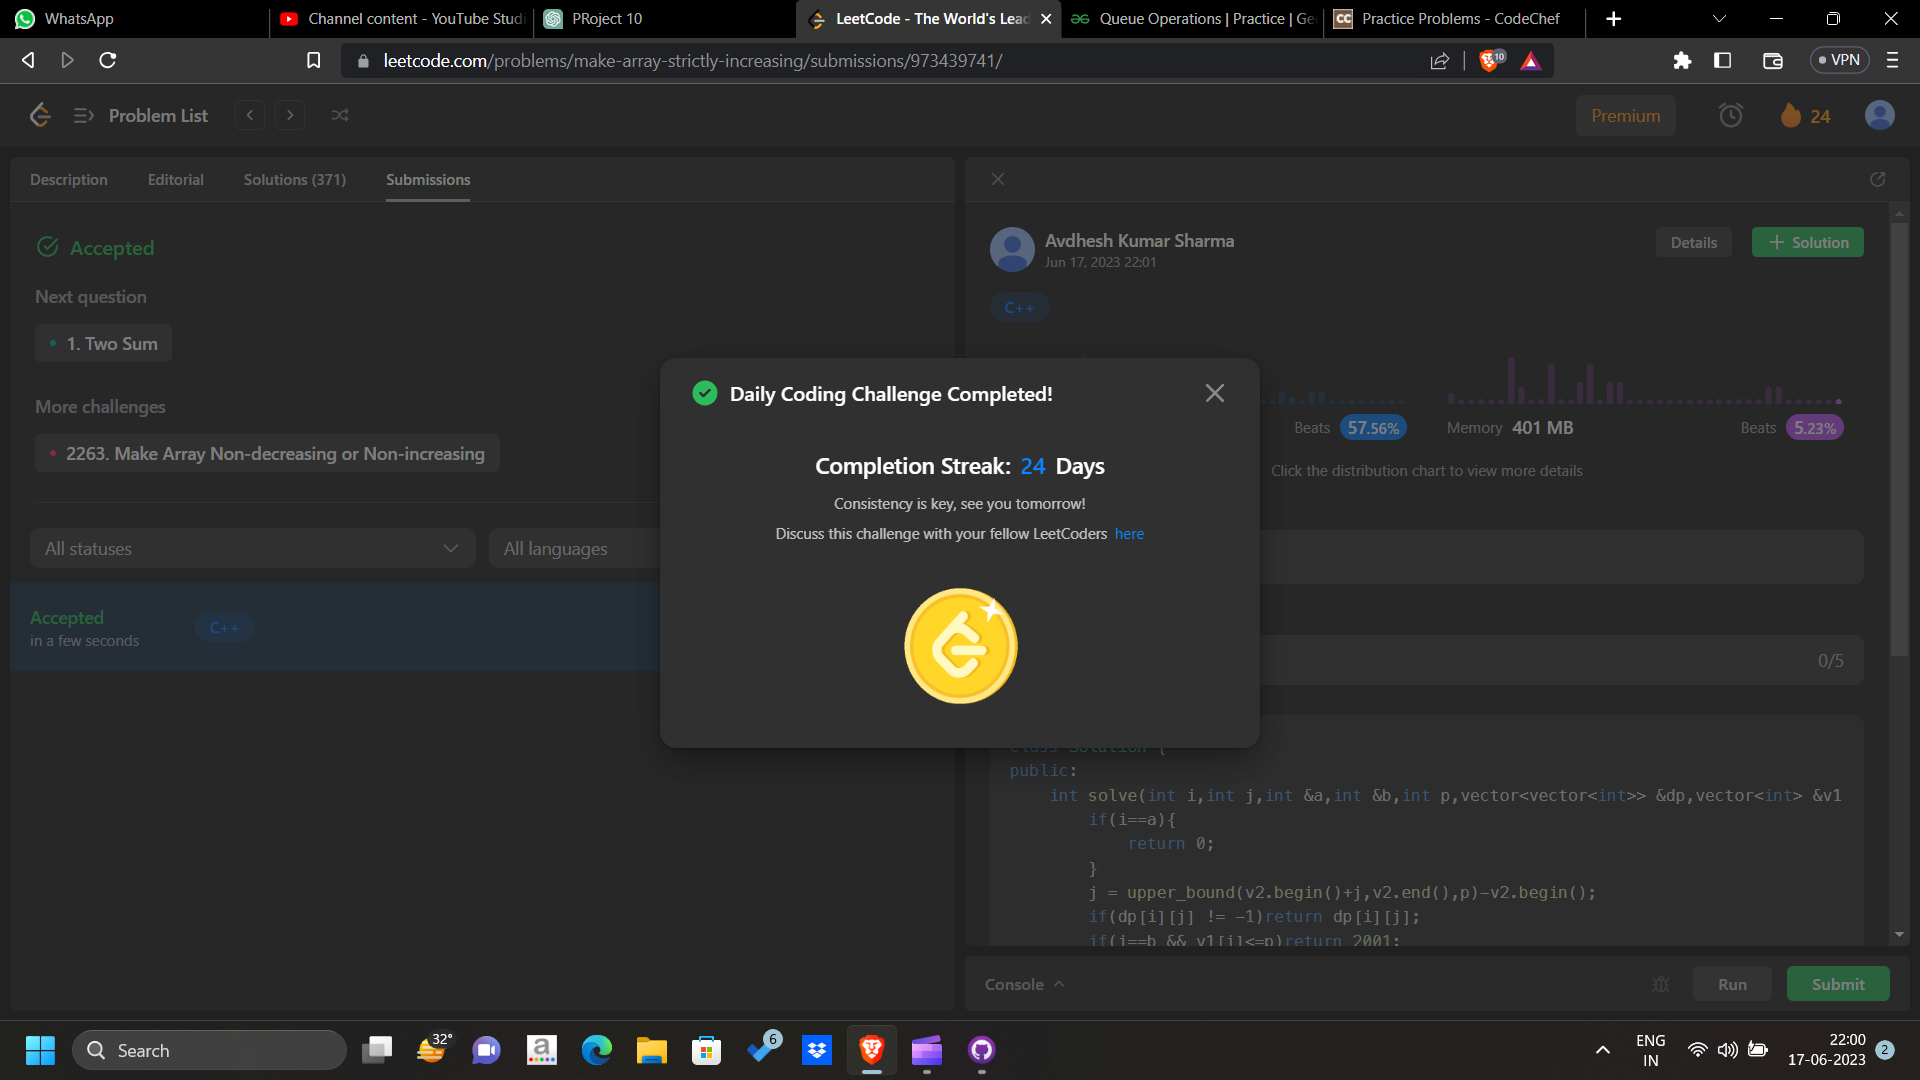 WhatsApp
Channel content - YouTube Studi
PRoject 10
LeetCode - The World's Lead
Queue Operations | Practice | Ge
Practice Problems - CodeChef
leetcode.com/problems/make-array-strictly-increasing/submissions/973439741/
10
VPN
Problem List
Premium
24
Description
Editorial
Solutions (371)
Submissions
Accepted
Next question
1. Two Sum
More challenges
2263. Make Array Non-decreasing or Non-increasing
All statuses
All languages
Accepted
in a few seconds
C++
Avdhesh Kumar Sharma
Jun 17, 2023 22:01
Details
+ Solution
C++
Beats 57.56%
Memory 401 MB
Beats 5.23%
Click the distribution chart to view more details
0/5
Daily Coding Challenge Completed!
Completion Streak: 24 Days
Consistency is key, see you tomorrow!
Discuss this challenge with your fellow LeetCoders here
class Solution {
public:
int solve(int i,int j,int &a,int &b,int p,vector<vector<int>> &dp,vector<int> &v1
if(i==a){
return 0;
}
j = upper_bound(v2.begin()+j,v2.end(),p)-v2.begin();
if(dp[i][j] != -1)return dp[i][j];
if(j==b && v1[i]<=p)return 2001;
Console
Run
Submit
Search
32°
6
ENG
IN
22:00
17-06-2023
2